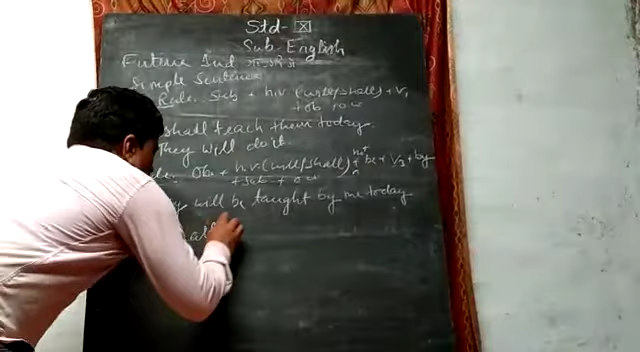 Std- X
Sub English
Future Ind
Simple Sentence
Rule. Sub + h.v (will/shall) + V1
+ ob + o.w
shall teach them today.
They will do it
Ob + h.v (will/shall) + not be + V3 + by
+ sub + o.w
will be taught by me today